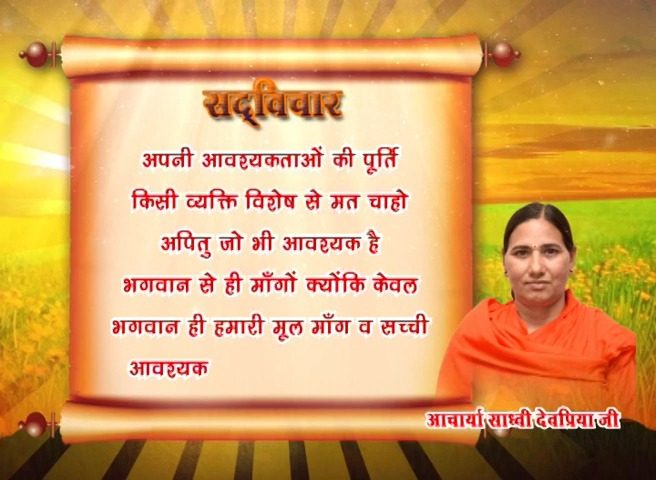 सद्विचार
अपनी आवश्यकताओं की पूर्ति
किसी व्यक्ति विशेष से मत चाहो
अपितु जो भी आवश्यक है
भगवान से ही माँगों क्योंकि केवल
भगवान ही हमारी मूल माँग व सच्ची
आवश्यक
आचार्या साध्वी देवप्रिया जी